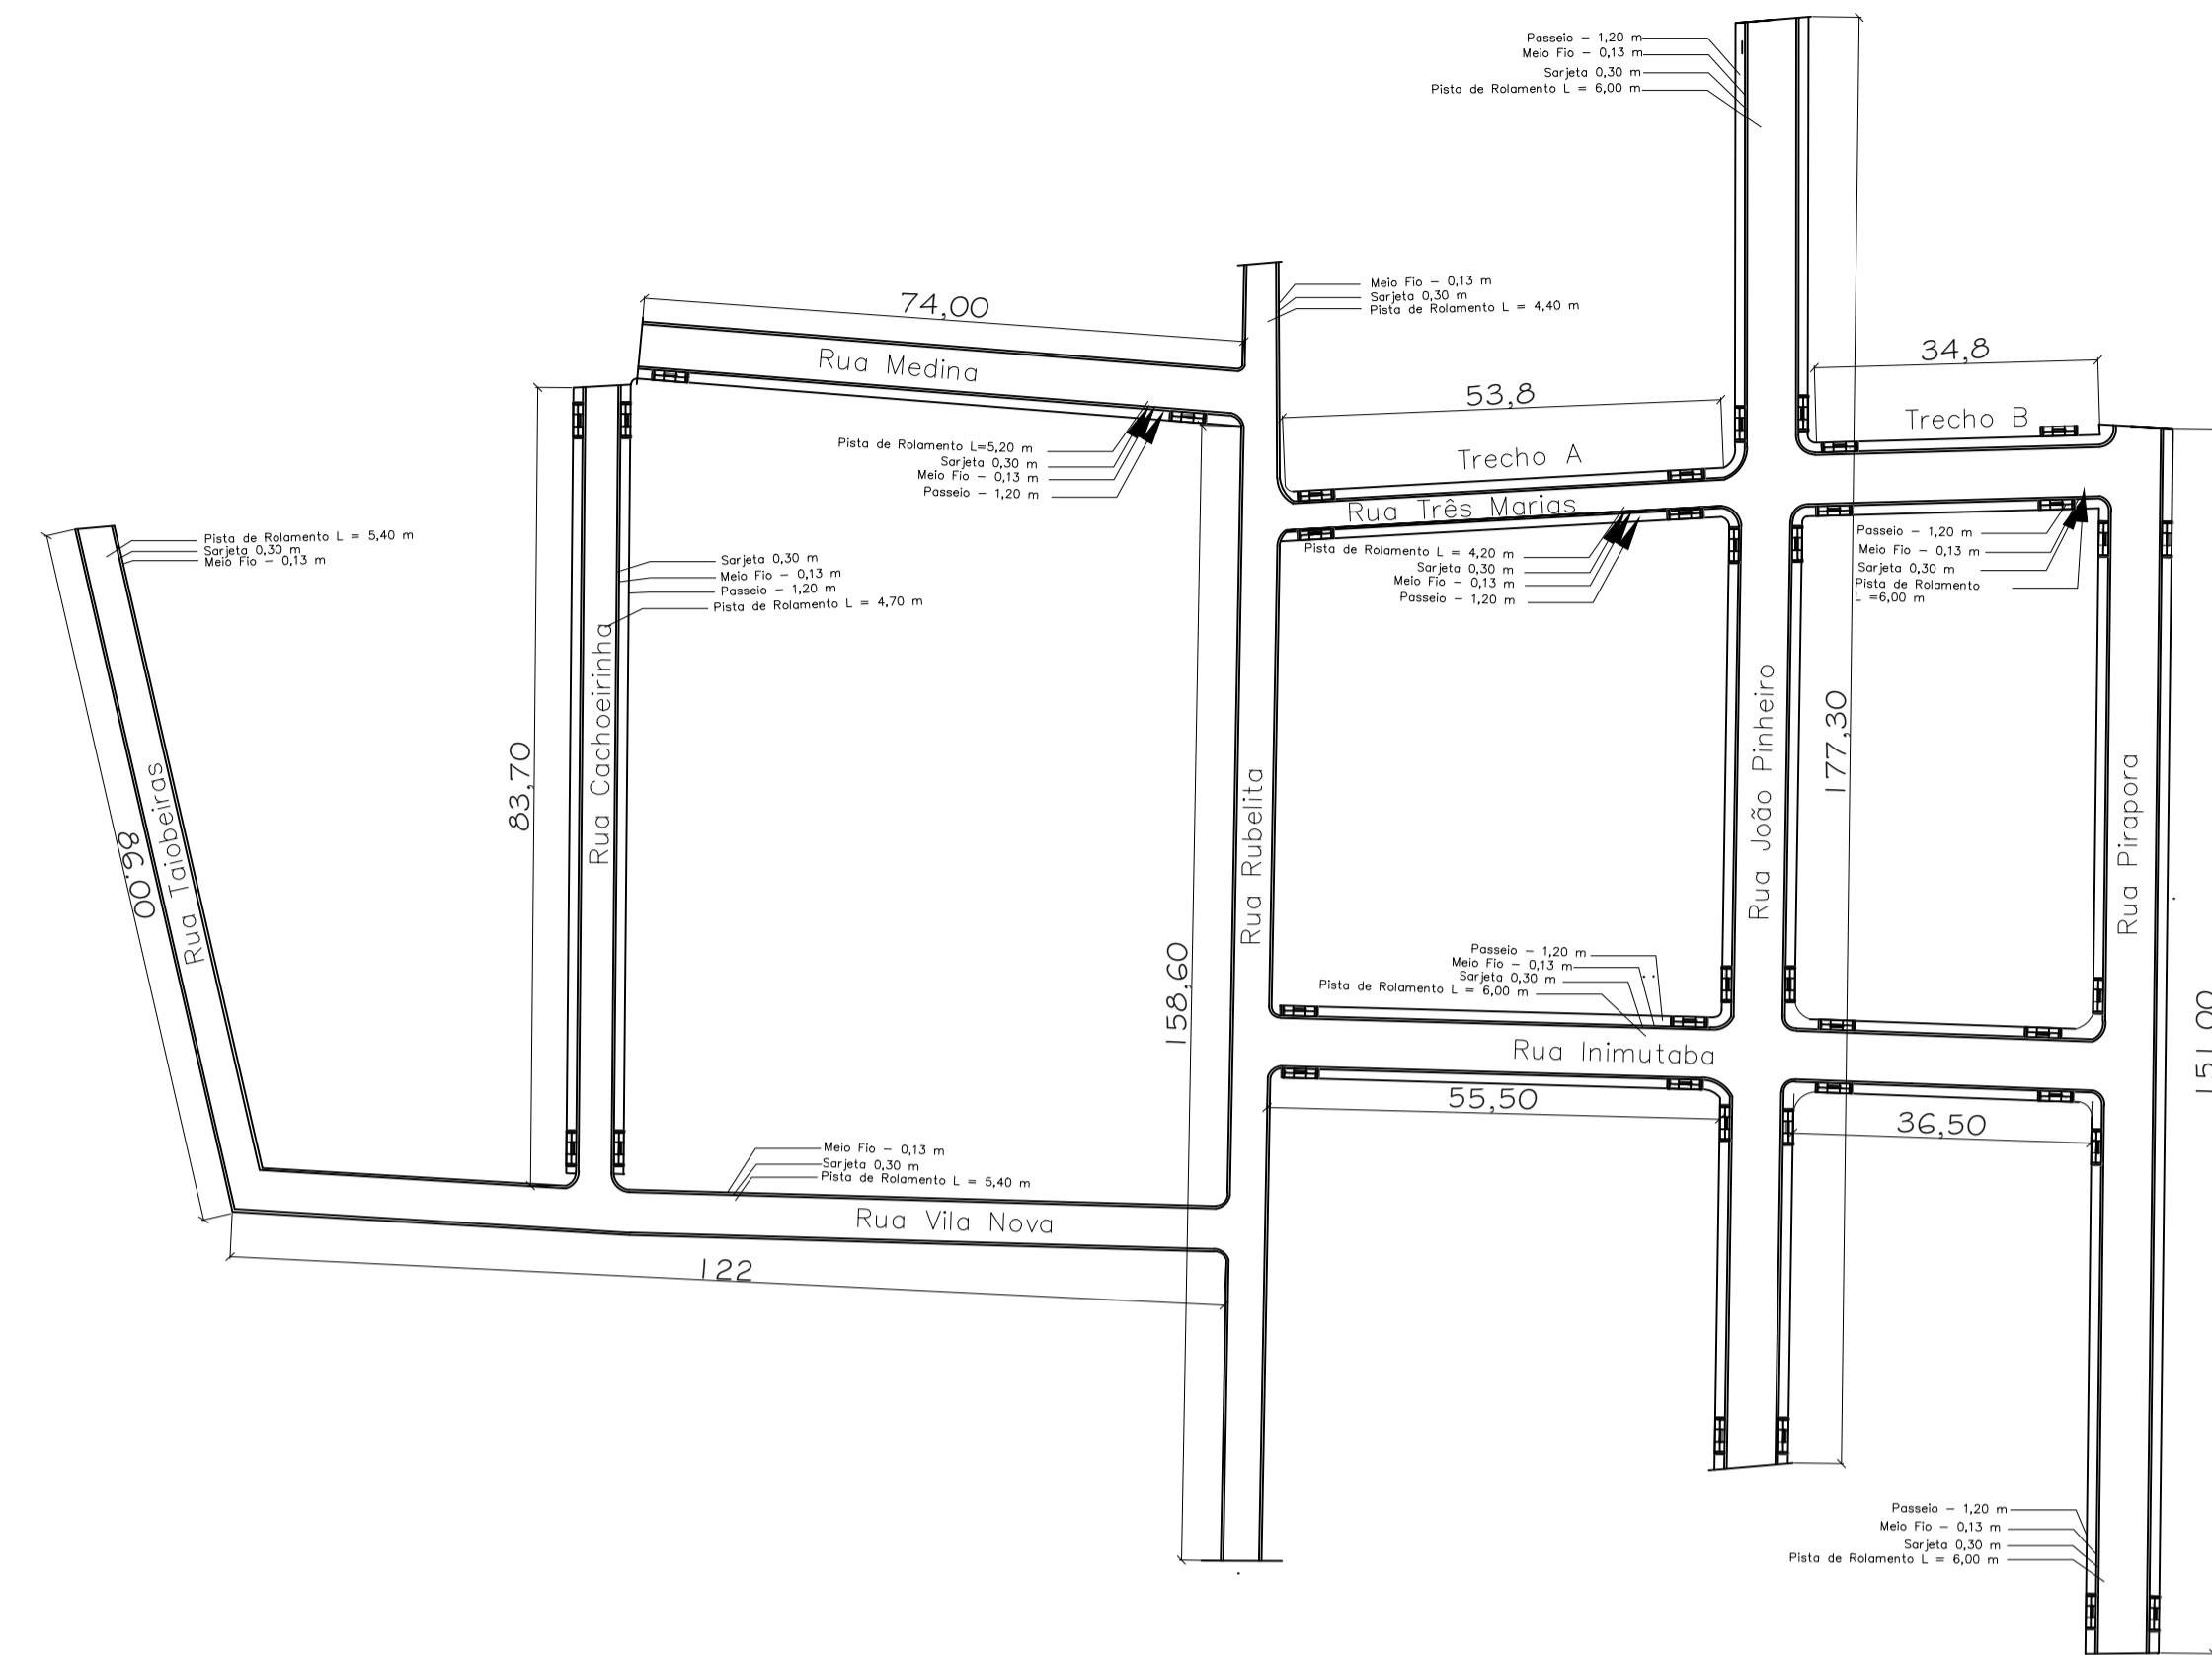 Passeio - 1,20 m
Meio Fio - 0,13 m
Sarjeta 0,30 m
Pista de Rolamento L = 6,00 m
74,00
Rua Medina
Meio Fio - 0,13 m
Sarjeta 0,30 m
Pista de Rolamento L = 4,40 m
34,8
Trecho B
53,8
Trecho A
Rua Três Marias
Pista de Rolamento L=5,20 m
Sarjeta 0,30 m
Meio Fio - 0,13 m
Passeio - 1,20 m
Pista de Rolamento L = 5,40 m
Sarjeta 0,30 m
Meio Fio - 0,13 m
Sarjeta 0,30 m
Meio Fio - 0,13 m
Passeio - 1,20 m
Pista de Rolamento L = 4,70 m
Pista de Rolamento L = 4,20 m
Sarjeta 0,30 m
Meio Fio - 0,13 m
Passeio - 1,20 m
Passeio - 1,20 m
Meio Fio - 0,13 m
Sarjeta 0,30 m
Pista de Rolamento
L =6,00 m
86.00
Rua Taiobeiras
83,70
Rua Cachoeirinha
158,60
Rua Rubelita
Rua João Pinheiro
177,30
Rua Pirapora
151,00
Passeio - 1,20 m
Meio Fio - 0,13 m
Sarjeta 0,30 m
Pista de Rolamento L = 6,00 m
Rua Inimutaba
55,50
36,50
Meio Fio - 0,13 m
Sarjeta 0,30 m
Pista de Rolamento L = 5,40 m
Rua Vila Nova
122
Passeio - 1,20 m
Meio Fio - 0,13 m
Sarjeta 0,30 m
Pista de Rolamento L = 6,00 m